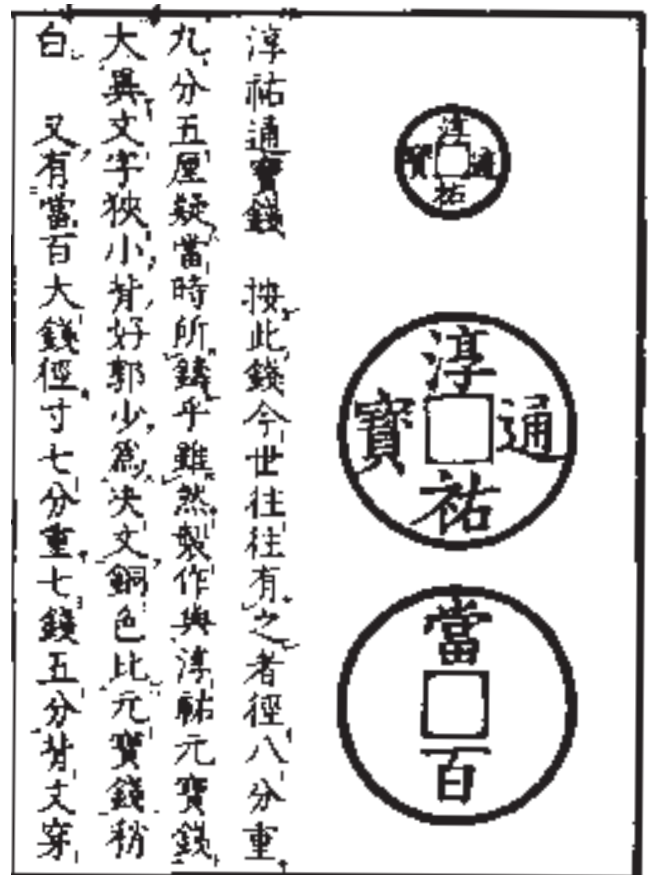 淳祐通寶
淳祐通寶
當百
淳祐通寶錢 按此錢今世往往有之者徑八分重
九分五厘疑當時所鑄乎雖然製作與淳祐元寶錢
大異文字狹小背好郭少爲决文銅色比元寶錢稍
白 又有當百大錢徑寸七分重七錢五分背文穿